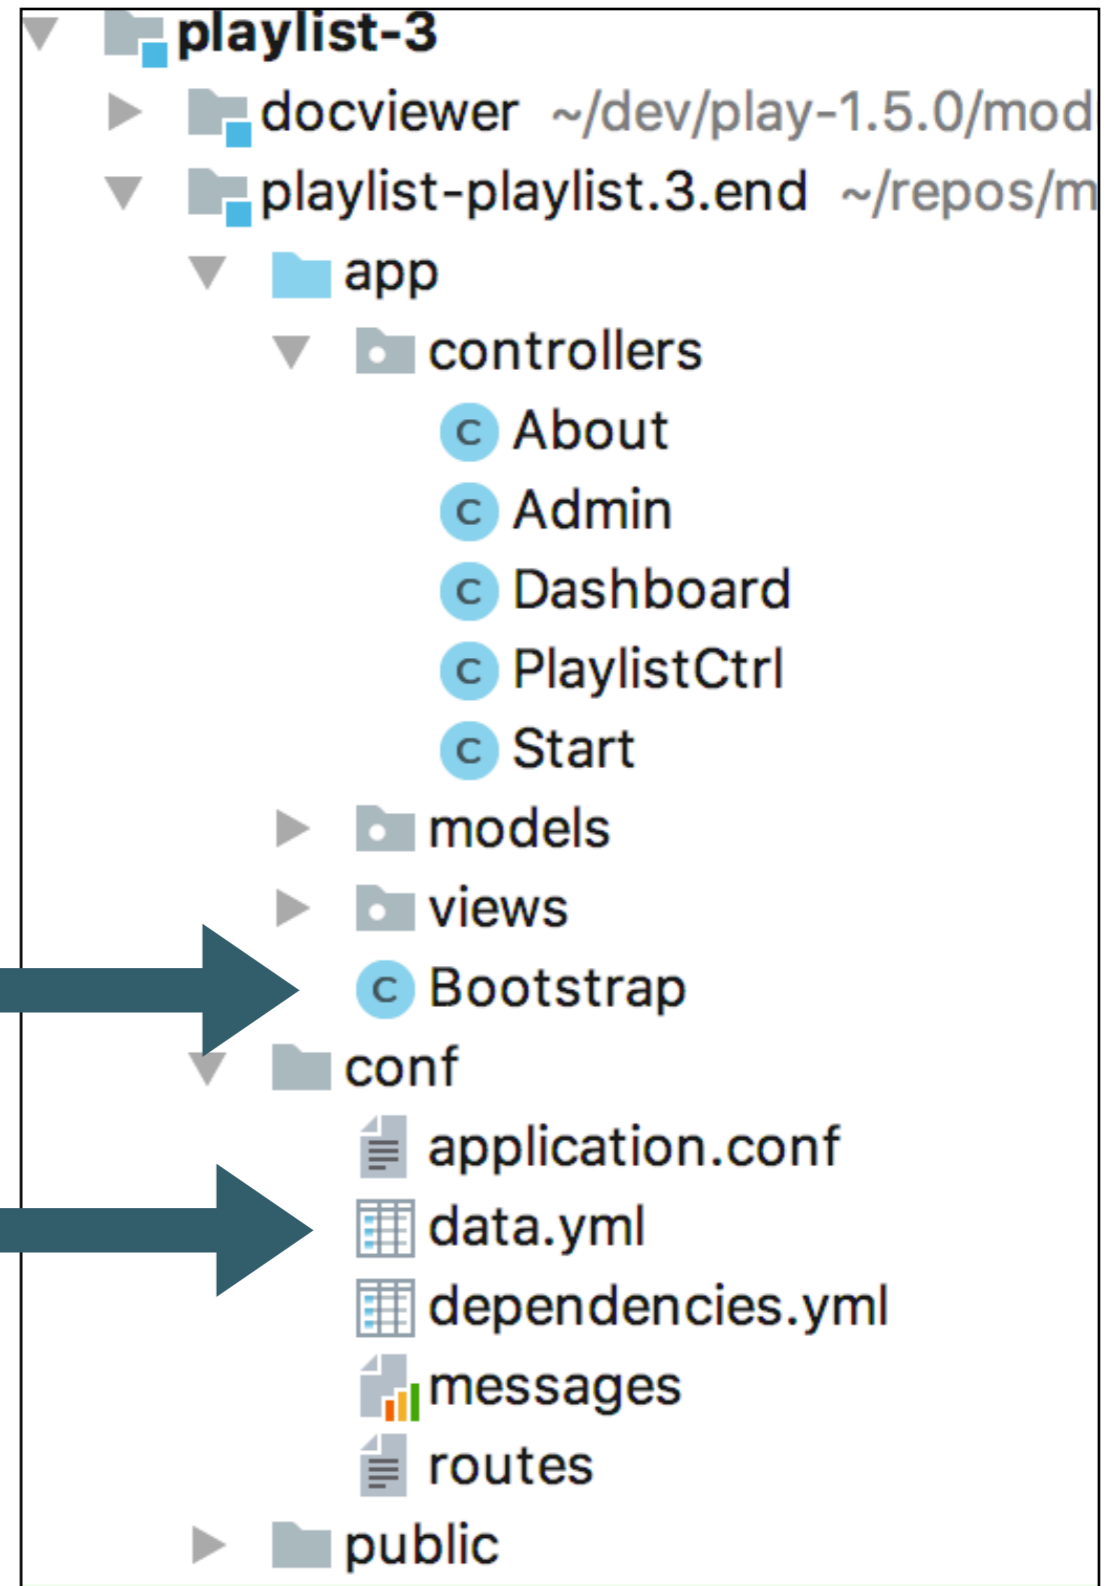 playlist-3
docviewer ~/dev/play-1.5.0/mod
playlist-playlist.3.end ~/repos/m
app
controllers
C About
C Admin
C Dashboard
C PlaylistCtrl
C Start
models
views
C Bootstrap
conf
application.conf
data.yml
dependencies.yml
messages
routes
public